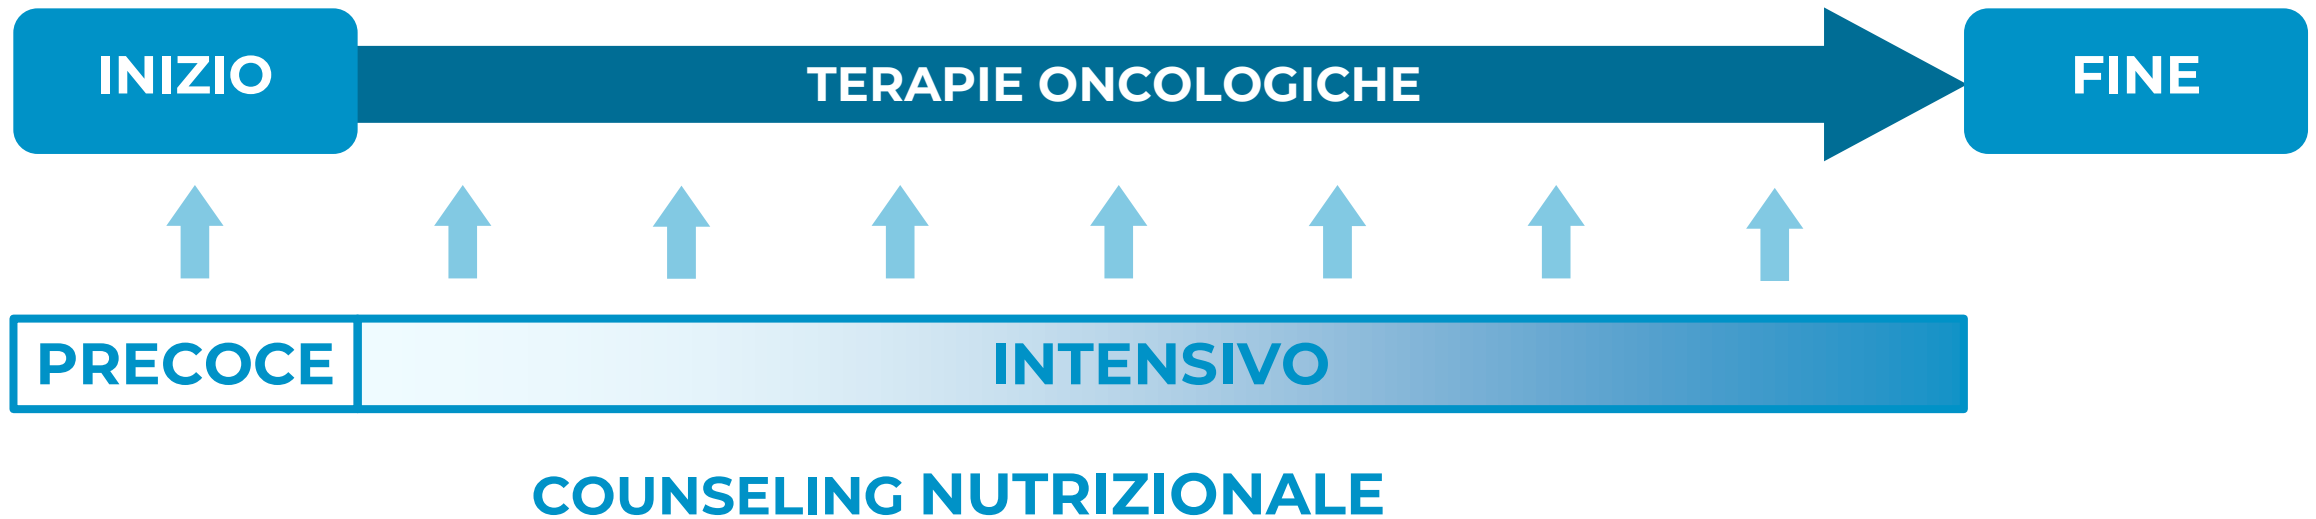 INIZIO
TERAPIE ONCOLOGICHE
FINE
PRECOCE
INTENSIVO
COUNSELING NUTRIZIONALE